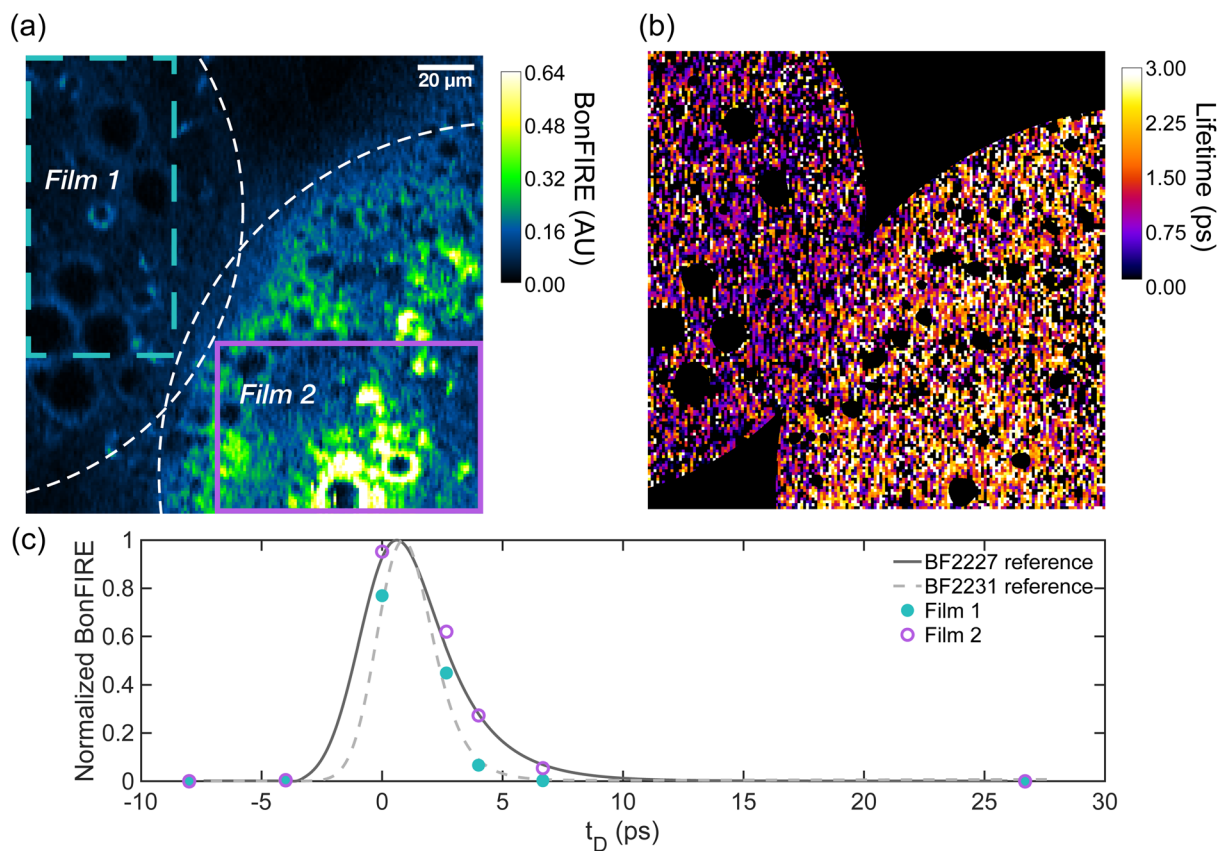 (a)
(b)
20 μm
Film 1
Film 2
0.64
0.48
0.32
0.16
0.00
BonFIRE (AU)
3.00
2.25
1.50
0.75
0.00
Lifetime (ps)
(c)
Normalized BonFIRE
1
0.8
0.6
0.4
0.2
0
BF2227 reference
BF2231 reference
Film 1
Film 2
-10 -5 0 5 10 15 20 25 30
tD (ps)